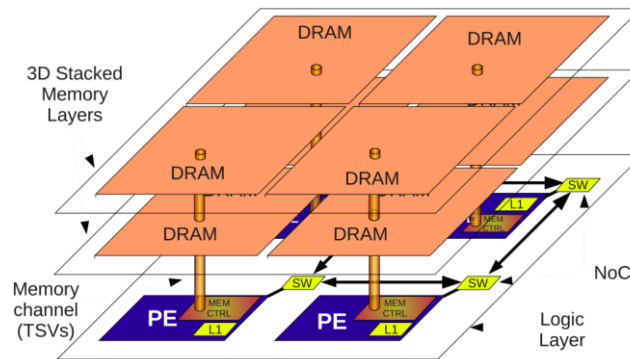 DRAM
DRAM
3D Stacked
Memory
Layers
DRAM
DRAM
SW
L1
MEM
CTRL
DRAM
DRAM
SW
SW
NoC
Memory
channel
(TSVs)
PE
MEM
CTRL
L1
PE
MEM
CTRL
L1
Logic
Layer